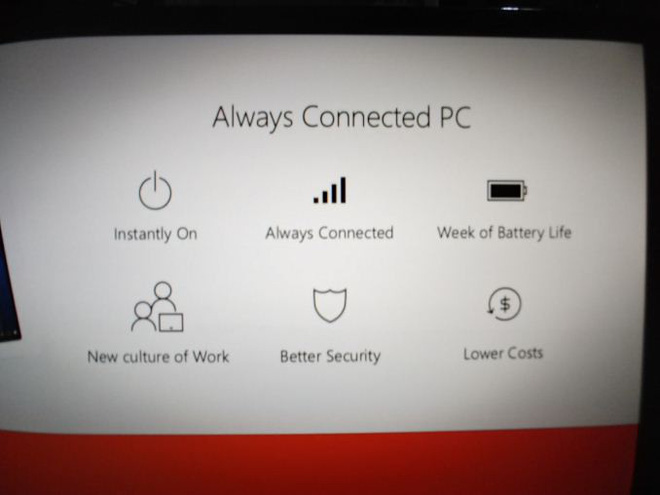 Always Connected PC
Instantly On
Always Connected
Week of Battery Life
New culture of Work
Better Security
Lower Costs